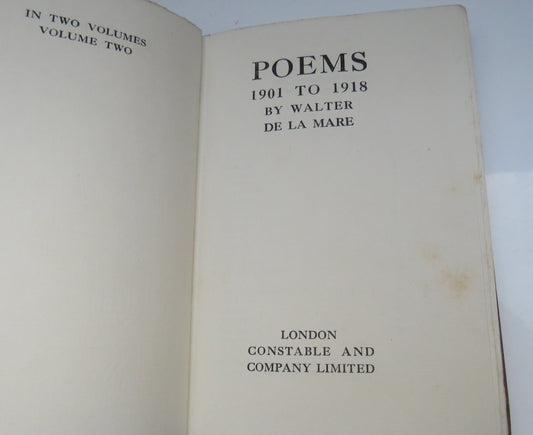 IN TWO VOLUMES
VOLUME TWO
POEMS
1901 TO 1918
BY WALTER
DE LA MARE
LONDON
CONSTABLE AND
COMPANY LIMITED